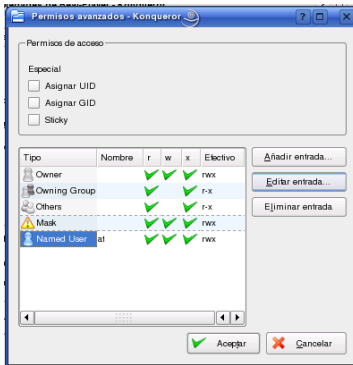 Permisos avanzados - Konqueror
Permisos de acceso
Especial
Asignar UID
Asignar GID
Sticky
Tipo Nombre r w x Efectivo
Owner rwx
Owning Group r-x
Others r-x
Mask rwx
Named User at rwx
Añadir entrada...
Editar entrada...
Eliminar entrada
Aceptar Cancelar